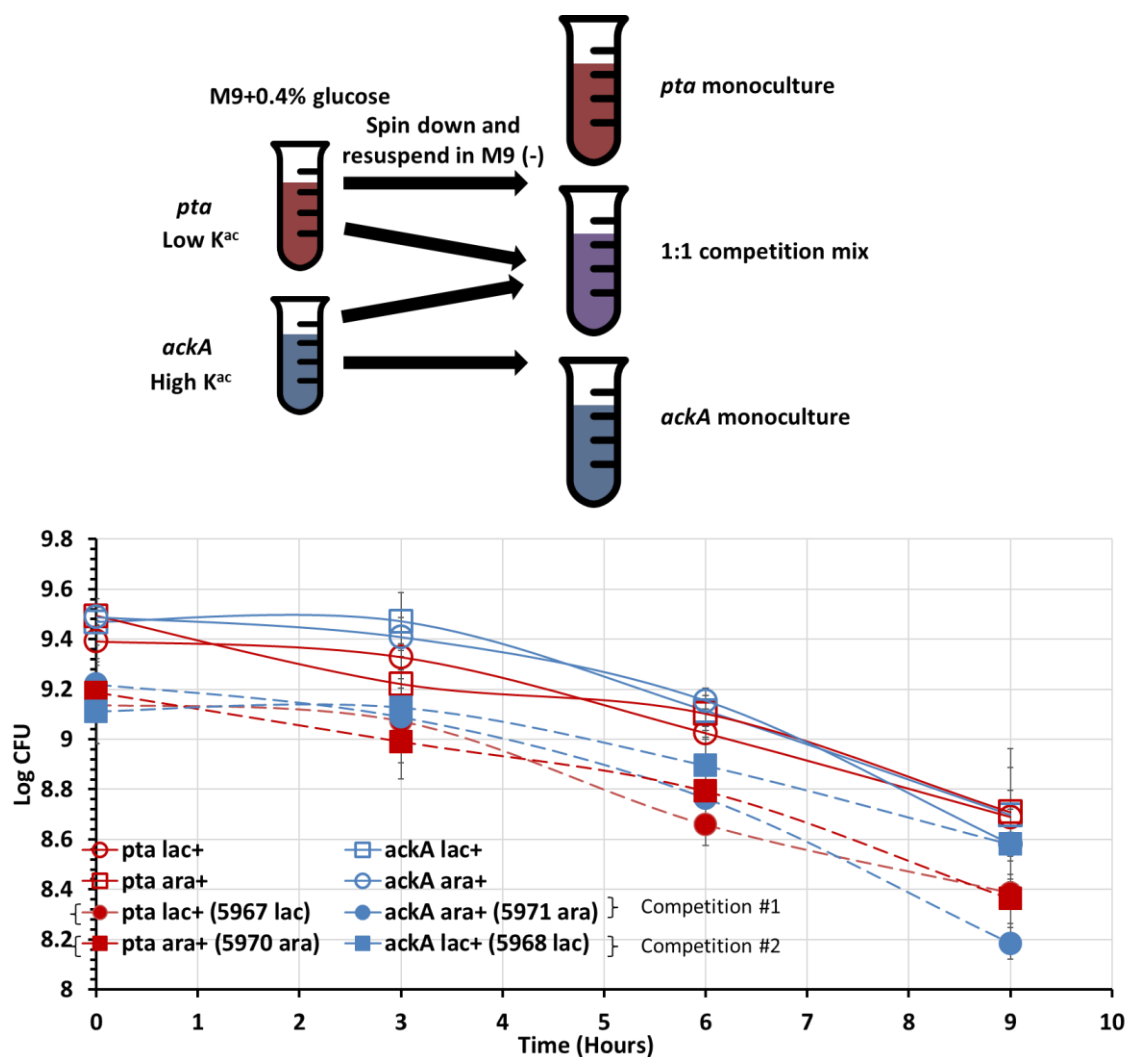 M9+0.4% glucose
Spin down and
resuspend in M9 (-)
pta
Low Kᵃᶜ
ackA
High Kᵃᶜ
pta monoculture
1:1 competition mix
ackA monoculture
9.8
9.6
9.4
9.2
9
8.8
8.6
8.4
8.2
8
Log CFU
pta lac+
ackA lac+
pta ara+
ackA ara+
pta lac+ (5967 lac)
ackA ara+ (5971 ara)
Competition #1
pta ara+ (5970 ara)
ackA lac+ (5968 lac)
Competition #2
0 1 2 3 4 5 6 7 8 9 10
Time (Hours)